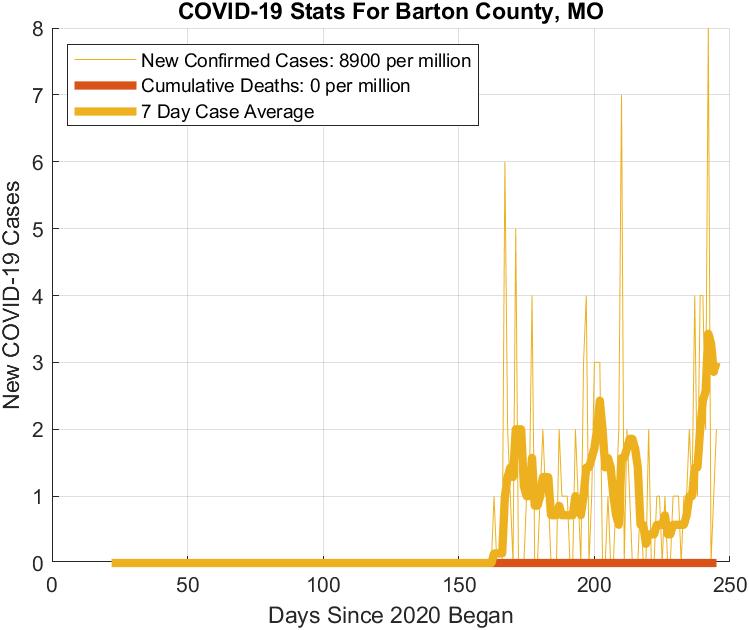 COVID-19 Stats For Barton County, MO
New Confirmed Cases: 8900 per million
Cumulative Deaths: 0 per million
7 Day Case Average
8
7
6
5
4
3
2
1
0
New COVID-19 Cases
0 50 100 150 200 250
Days Since 2020 Began